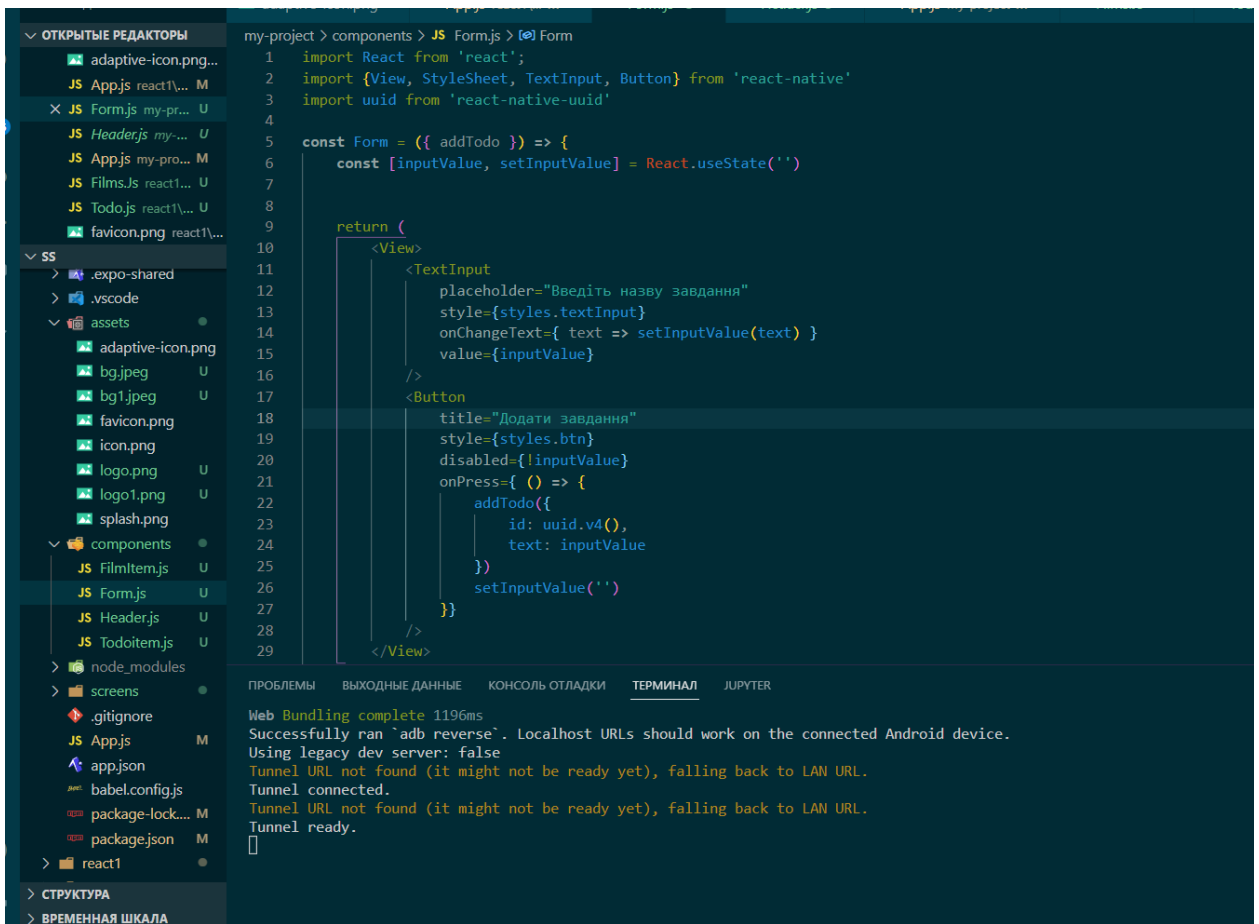 ОТКРЫТЫЕ РЕДАКТОРЫ
adaptive-icon.png...
JS App.js react1\... M
JS Form.js my-pr... U
JS Header.js my-... U
JS App.js my-pro... M
JS Films.Js react1... U
JS Todo.js react1\... U
favicon.png react1\...
SS
.expo-shared
.vscode
assets
adaptive-icon.png
bg.jpeg U
bg1.jpeg U
favicon.png
icon.png
logo.png U
logo1.png U
splash.png
components
JS FilmItem.js U
JS Form.js U
JS Header.js U
JS Todoitem.js U
node_modules
screens
.gitignore
JS App.js M
app.json
babel.config.js
package-lock.... M
package.json M
react1
СТРУКТУРА
ВРЕМЕННАЯ ШКАЛА
my-project > components > JS Form.js > Form
1 import React from 'react';
2 import {View, StyleSheet, TextInput, Button} from 'react-native'
3 import uuid from 'react-native-uuid'
4
5 const Form = ({ addTodo }) => {
6 const [inputValue, setInputValue] = React.useState('')
7
8
9 return (
10 <View>
11 <TextInput
12 placeholder="Введіть назву завдання"
13 style={styles.textInput}
14 onChangeText={ text => setInputValue(text) }
15 value={inputValue}
16 />
17 <Button
18 title="Додати завдання"
19 style={styles.btn}
20 disabled={!inputValue}
21 onPress={ () => {
22 addTodo({
23 id: uuid.v4(),
24 text: inputValue
25 })
26 setInputValue('')
27 }}
28 />
29 </View>
ПРОБЛЕМЫ ВЫХОДНЫЕ ДАННЫЕ КОНСОЛЬ ОТЛАДКИ ТЕРМИНАЛ JUPYTER
Web Bundling complete 1196ms
Successfully ran `adb reverse`. Localhost URLs should work on the connected Android device.
Using legacy dev server: false
Tunnel URL not found (it might not be ready yet), falling back to LAN URL.
Tunnel connected.
Tunnel URL not found (it might not be ready yet), falling back to LAN URL.
Tunnel ready.